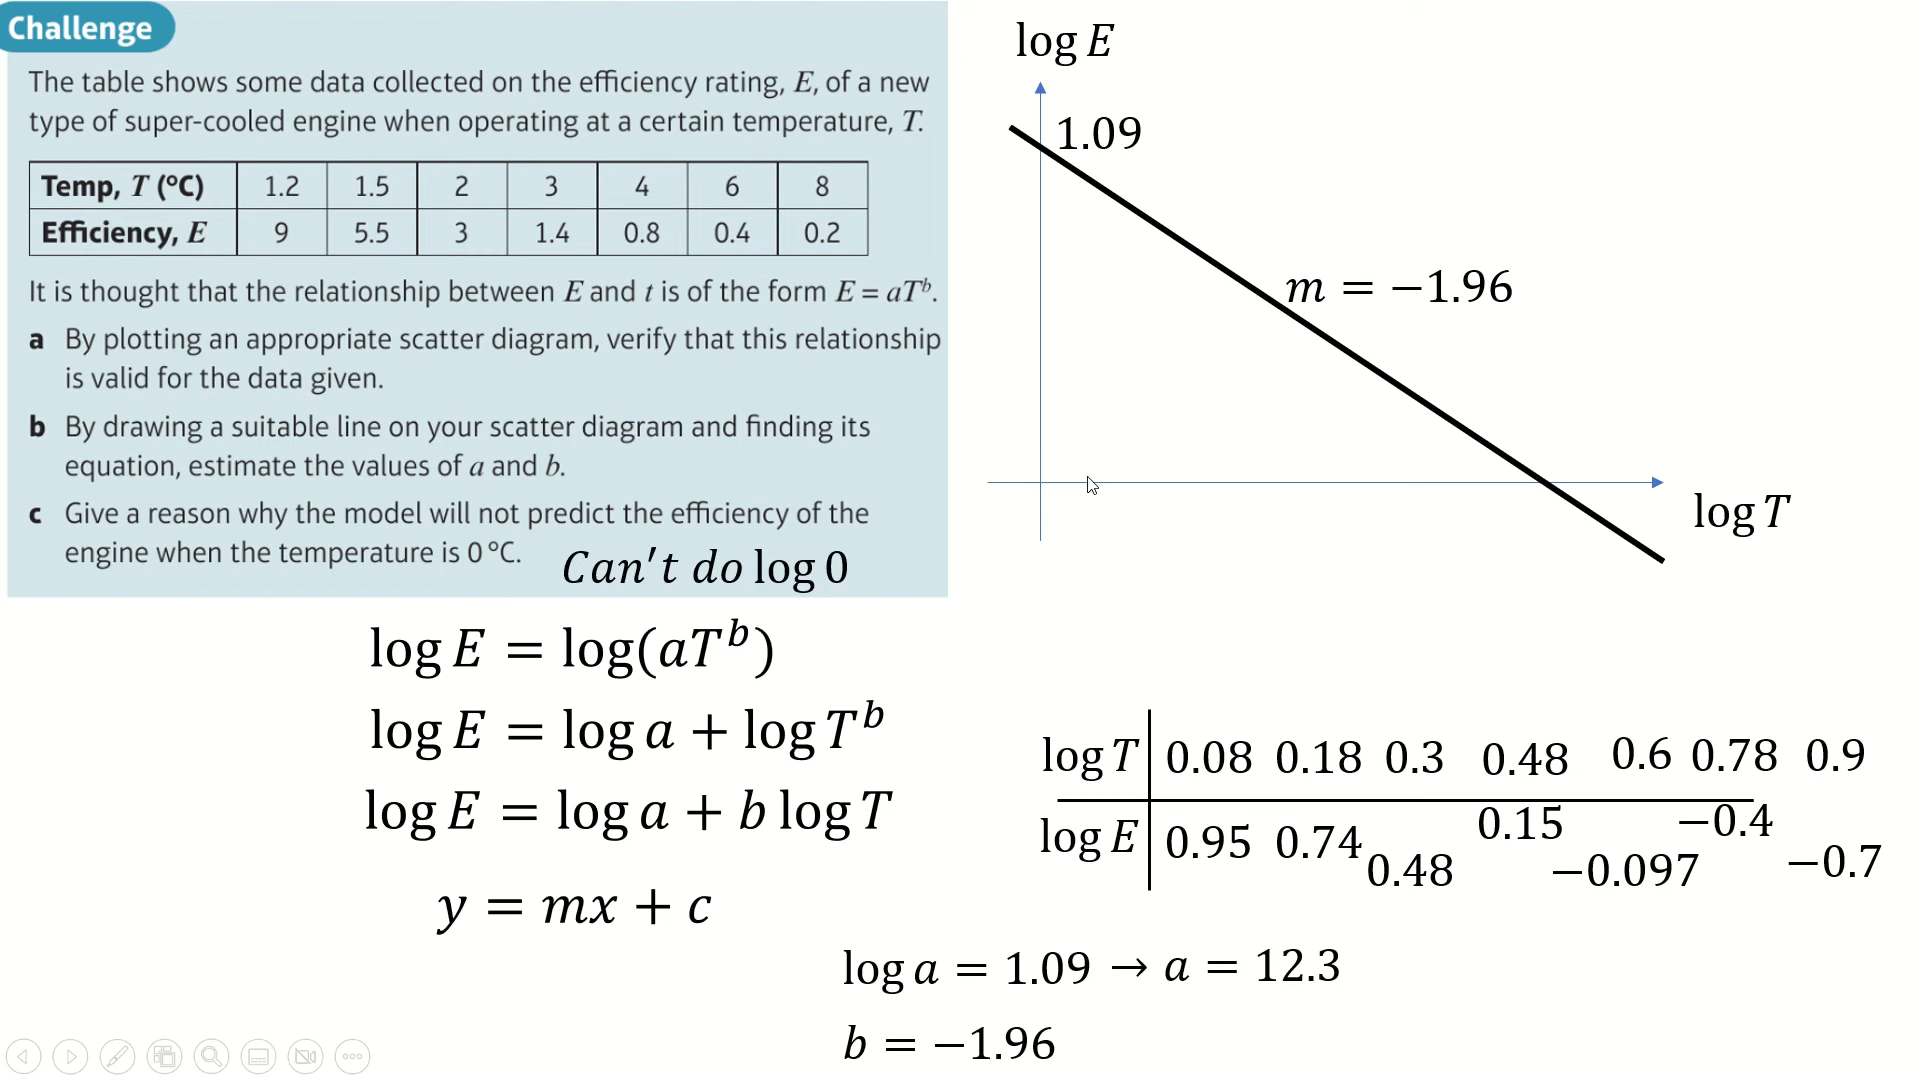 Challenge
The table shows some data collected on the efficiency rating, E, of a new
type of super-cooled engine when operating at a certain temperature, T.
Temp, T (°C) 1.2 1.5 2 3 4 6 8
Efficiency, E 9 5.5 3 1.4 0.8 0.4 0.2
It is thought that the relationship between E and t is of the form E = aTᵇ.
a By plotting an appropriate scatter diagram, verify that this relationship
is valid for the data given.
b By drawing a suitable line on your scatter diagram and finding its
equation, estimate the values of a and b.
c Give a reason why the model will not predict the efficiency of the
engine when the temperature is 0 °C.
Can't do log 0
log E = log(aTᵇ)
log E = log a + log Tᵇ
log E = log a + b log T
y = mx + c
log E
1.09
m = −1.96
log T
log T 0.08 0.18 0.3 0.48 0.6 0.78 0.9
log E 0.95 0.74 0.48 0.15 −0.097 −0.4 −0.7
log a = 1.09 → a = 12.3
b = −1.96